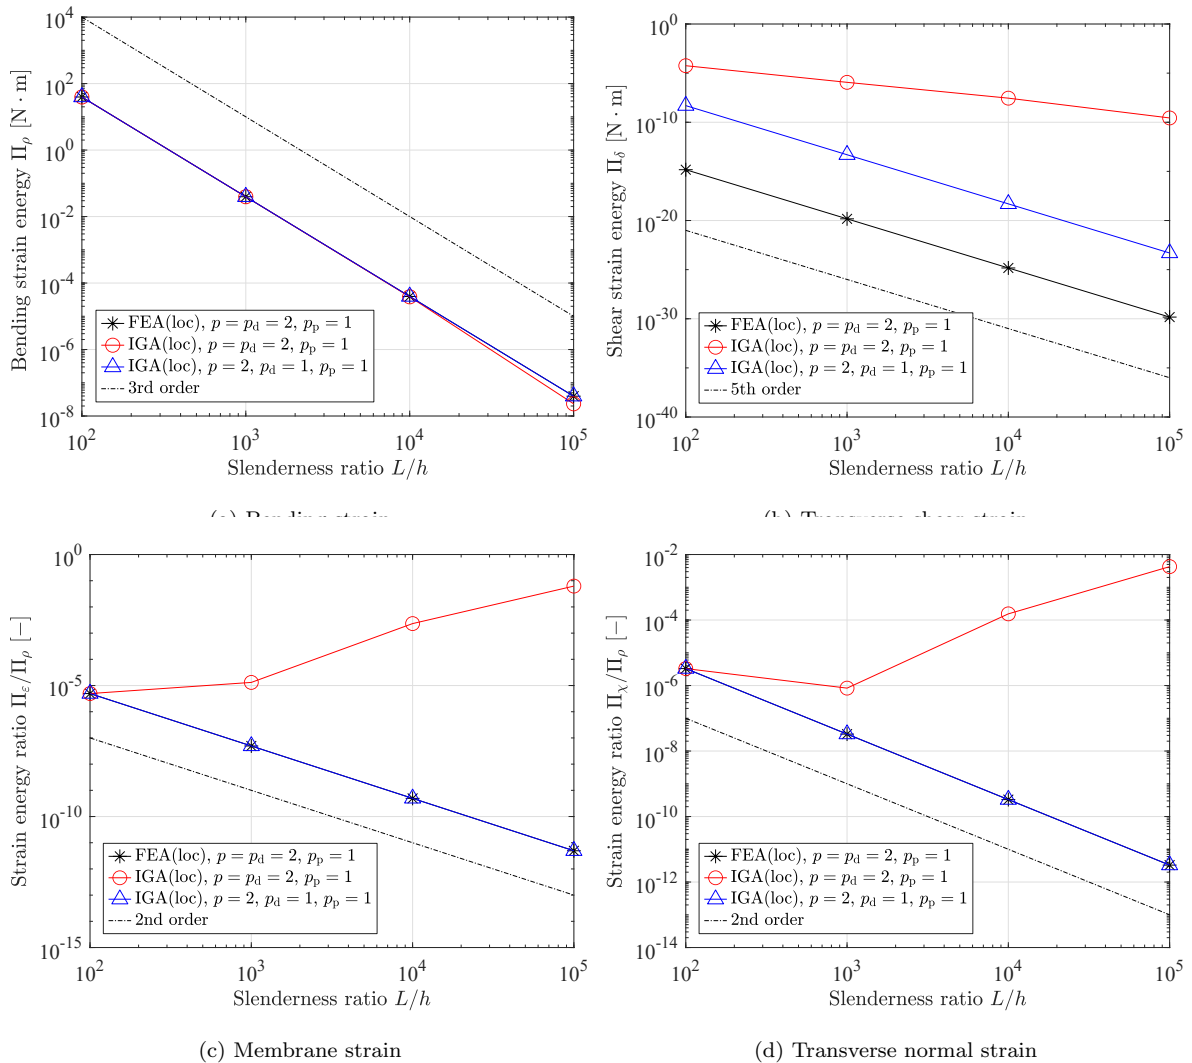 Bending strain energy Π_ρ [N · m]
10^4
10^2
10^0
10^-2
10^-4
10^-6
10^-8
FEA(loc), p = p_d = 2, p_p = 1
IGA(loc), p = p_d = 2, p_p = 1
IGA(loc), p = 2, p_d = 1, p_p = 1
3rd order
10^2 10^3 10^4 10^5
Slenderness ratio L/h
(a) Bending strain
Shear strain energy Π_δ [N · m]
10^0
10^-10
10^-20
10^-30
10^-40
FEA(loc), p = p_d = 2, p_p = 1
IGA(loc), p = p_d = 2, p_p = 1
IGA(loc), p = 2, p_d = 1, p_p = 1
5th order
10^2 10^3 10^4 10^5
Slenderness ratio L/h
(b) Transverse shear strain
Strain energy ratio Π_ε/Π_ρ [−]
10^0
10^-5
10^-10
10^-15
FEA(loc), p = p_d = 2, p_p = 1
IGA(loc), p = p_d = 2, p_p = 1
IGA(loc), p = 2, p_d = 1, p_p = 1
2nd order
10^2 10^3 10^4 10^5
Slenderness ratio L/h
(c) Membrane strain
Strain energy ratio Π_χ/Π_ρ [−]
10^-2
10^-4
10^-6
10^-8
10^-10
10^-12
10^-14
FEA(loc), p = p_d = 2, p_p = 1
IGA(loc), p = p_d = 2, p_p = 1
IGA(loc), p = 2, p_d = 1, p_p = 1
2nd order
10^2 10^3 10^4 10^5
Slenderness ratio L/h
(d) Transverse normal strain